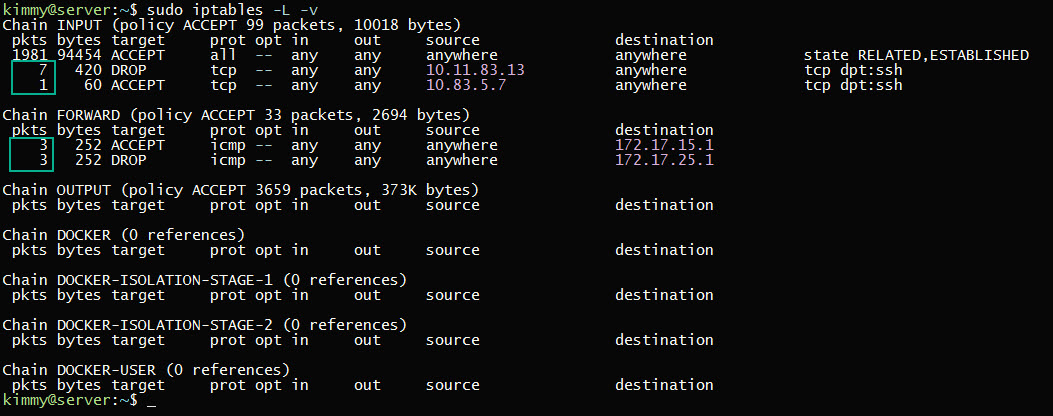 kimmy@server:~$ sudo iptables -L -v
Chain INPUT (policy ACCEPT 99 packets, 10018 bytes)
pkts bytes target prot opt in out source destination
1981 94454 ACCEPT all -- any any anywhere anywhere state RELATED,ESTABLISHED
7 420 DROP tcp -- any any 10.11.83.13 anywhere tcp dpt:ssh
1 60 ACCEPT tcp -- any any 10.83.5.7 anywhere tcp dpt:ssh
Chain FORWARD (policy ACCEPT 33 packets, 2694 bytes)
pkts bytes target prot opt in out source destination
3 252 ACCEPT icmp -- any any anywhere 172.17.15.1
3 252 DROP icmp -- any any anywhere 172.17.25.1
Chain OUTPUT (policy ACCEPT 3659 packets, 373K bytes)
pkts bytes target prot opt in out source destination
Chain DOCKER (0 references)
pkts bytes target prot opt in out source destination
Chain DOCKER-ISOLATION-STAGE-1 (0 references)
pkts bytes target prot opt in out source destination
Chain DOCKER-ISOLATION-STAGE-2 (0 references)
pkts bytes target prot opt in out source destination
Chain DOCKER-USER (0 references)
pkts bytes target prot opt in out source destination
kimmy@server:~$ _